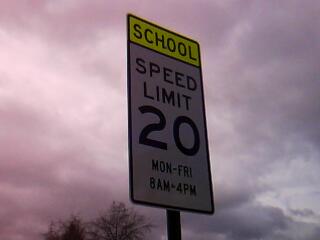 SCHOOL
SPEED
LIMIT
20
MON-FRI
8AM-4PM